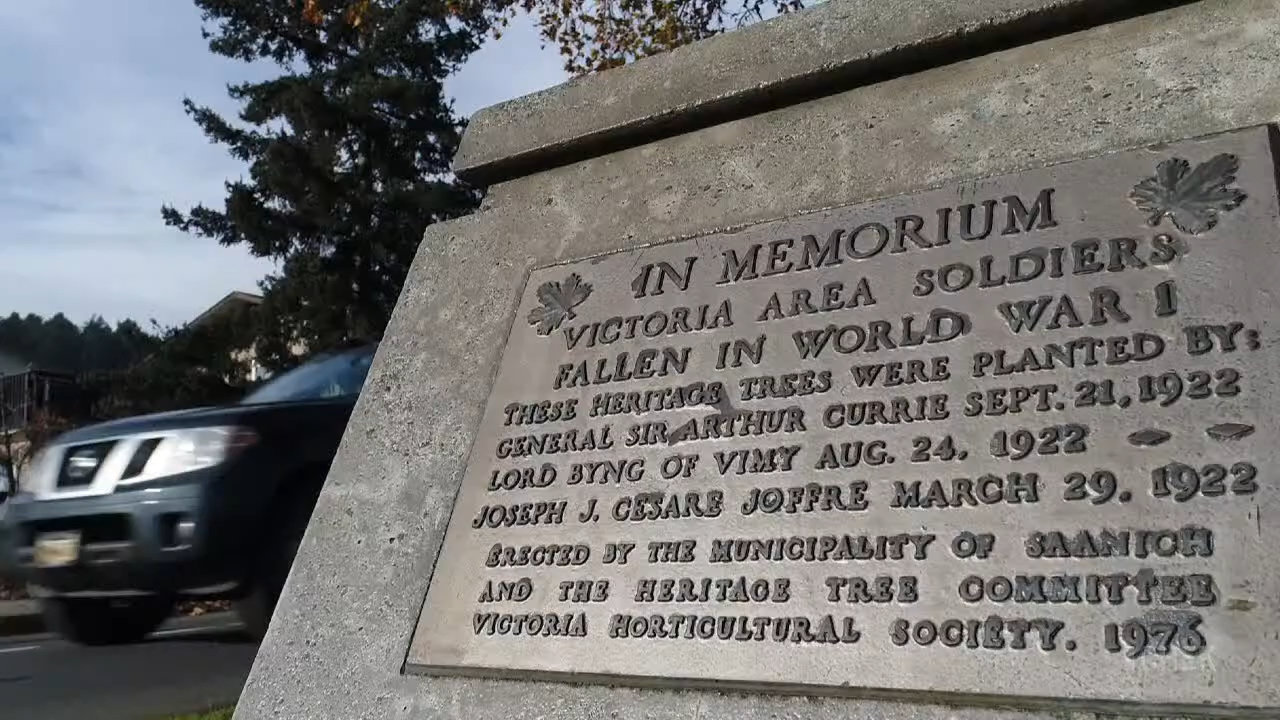 IN MEMORIUM
VICTORIA AREA SOLDIERS
FALLEN IN WORLD WAR I
THESE HERITAGE TREES WERE PLANTED BY:
GENERAL SIR ARTHUR CURRIE SEPT. 21, 1922
LORD BYNG OF VIMY AUG. 24, 1922
JOSEPH J. CESARE JOFFRE MARCH 29, 1922
ERECTED BY THE MUNICIPALITY OF SAANICH
AND THE HERITAGE TREE COMMITTEE
VICTORIA HORTICULTURAL SOCIETY. 1976